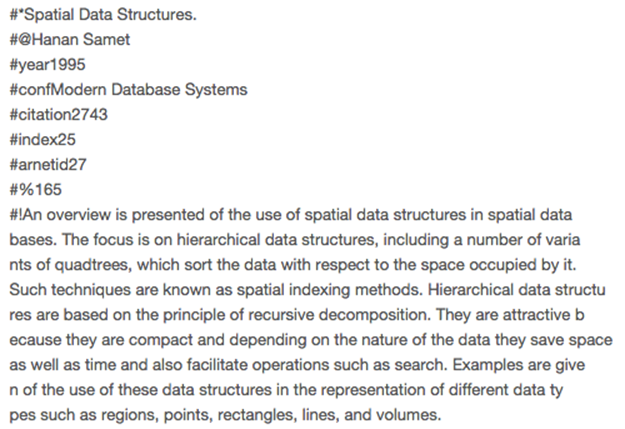 #*Spatial Data Structures.
#@Hanan Samet
#year1995
#confModern Database Systems
#citation2743
#index25
#arnetid27
#%165
#!An overview is presented of the use of spatial data structures in spatial data
bases. The focus is on hierarchical data structures, including a number of varia
nts of quadtrees, which sort the data with respect to the space occupied by it.
Such techniques are known as spatial indexing methods. Hierarchical data structu
res are based on the principle of recursive decomposition. They are attractive b
ecause they are compact and depending on the nature of the data they save space
as well as time and also facilitate operations such as search. Examples are give
n of the use of these data structures in the representation of different data ty
pes such as regions, points, rectangles, lines, and volumes.